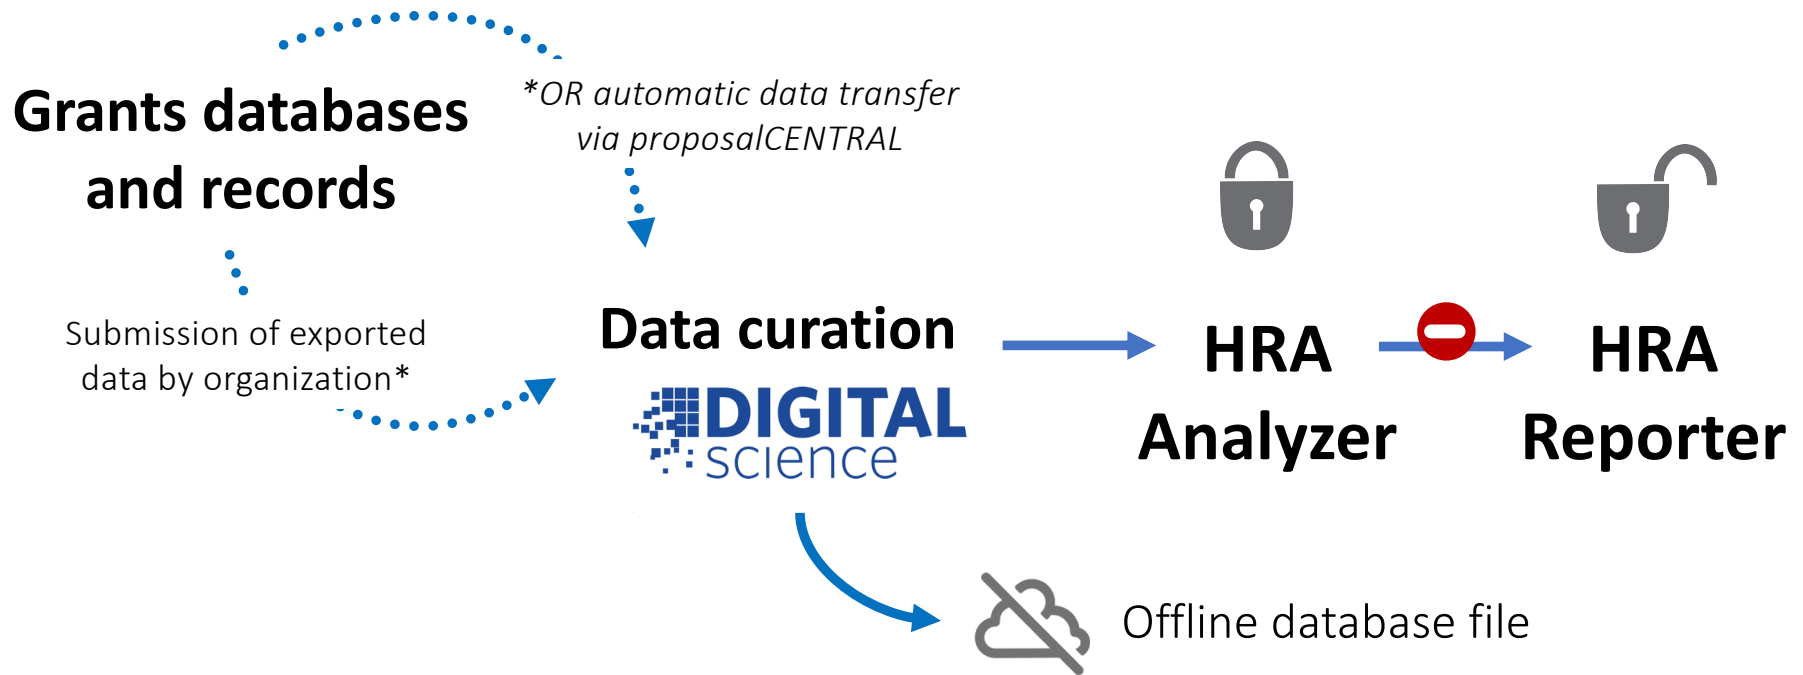 Grants databases
and records
*OR automatic data transfer
via proposalCENTRAL
Submission of exported
data by organization*
Data curation
DIGITAL
science
HRA
Analyzer
HRA
Reporter
Offline database file